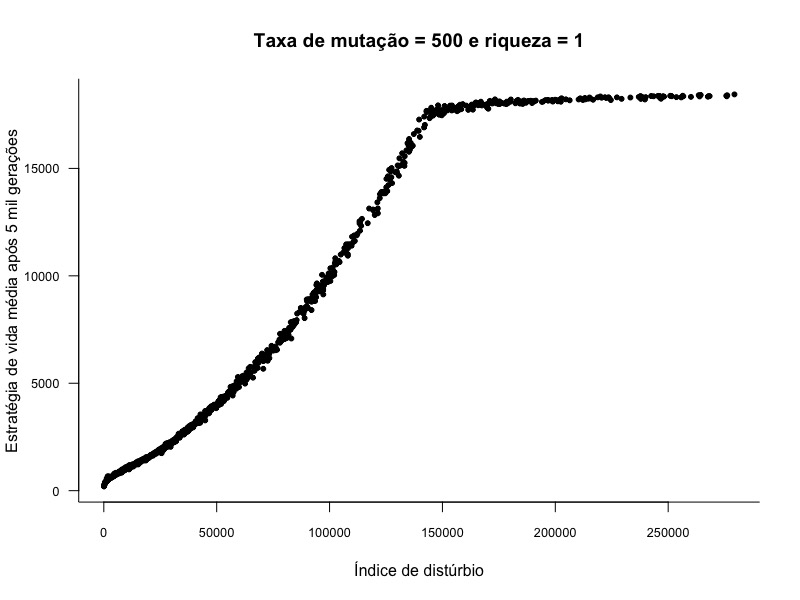 Taxa de mutação = 500 e riqueza = 1
Estratégia de vida média após 5 mil gerações
15000
10000
5000
0
0 50000 100000 150000 200000 250000
Índice de distúrbio